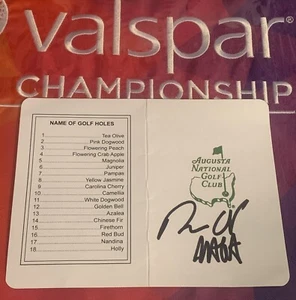 valspar
CHAMPIONSHIP
NAME OF GOLF HOLES
1 Tea Olive
2 Pink Dogwood
3 Flowering Peach
4 Flowering Crab Apple
5 Magnolia
6 Juniper
7 Pampas
8 Yellow Jasmine
9 Carolina Cherry
10 Camellia
11 White Dogwood
12 Golden Bell
13 Azalea
14 Chinese Fir
15 Firethorn
16 Red Bud
17 Nandina
18 Holly
AUGUSTA
NATIONAL
GOLF
CLUB